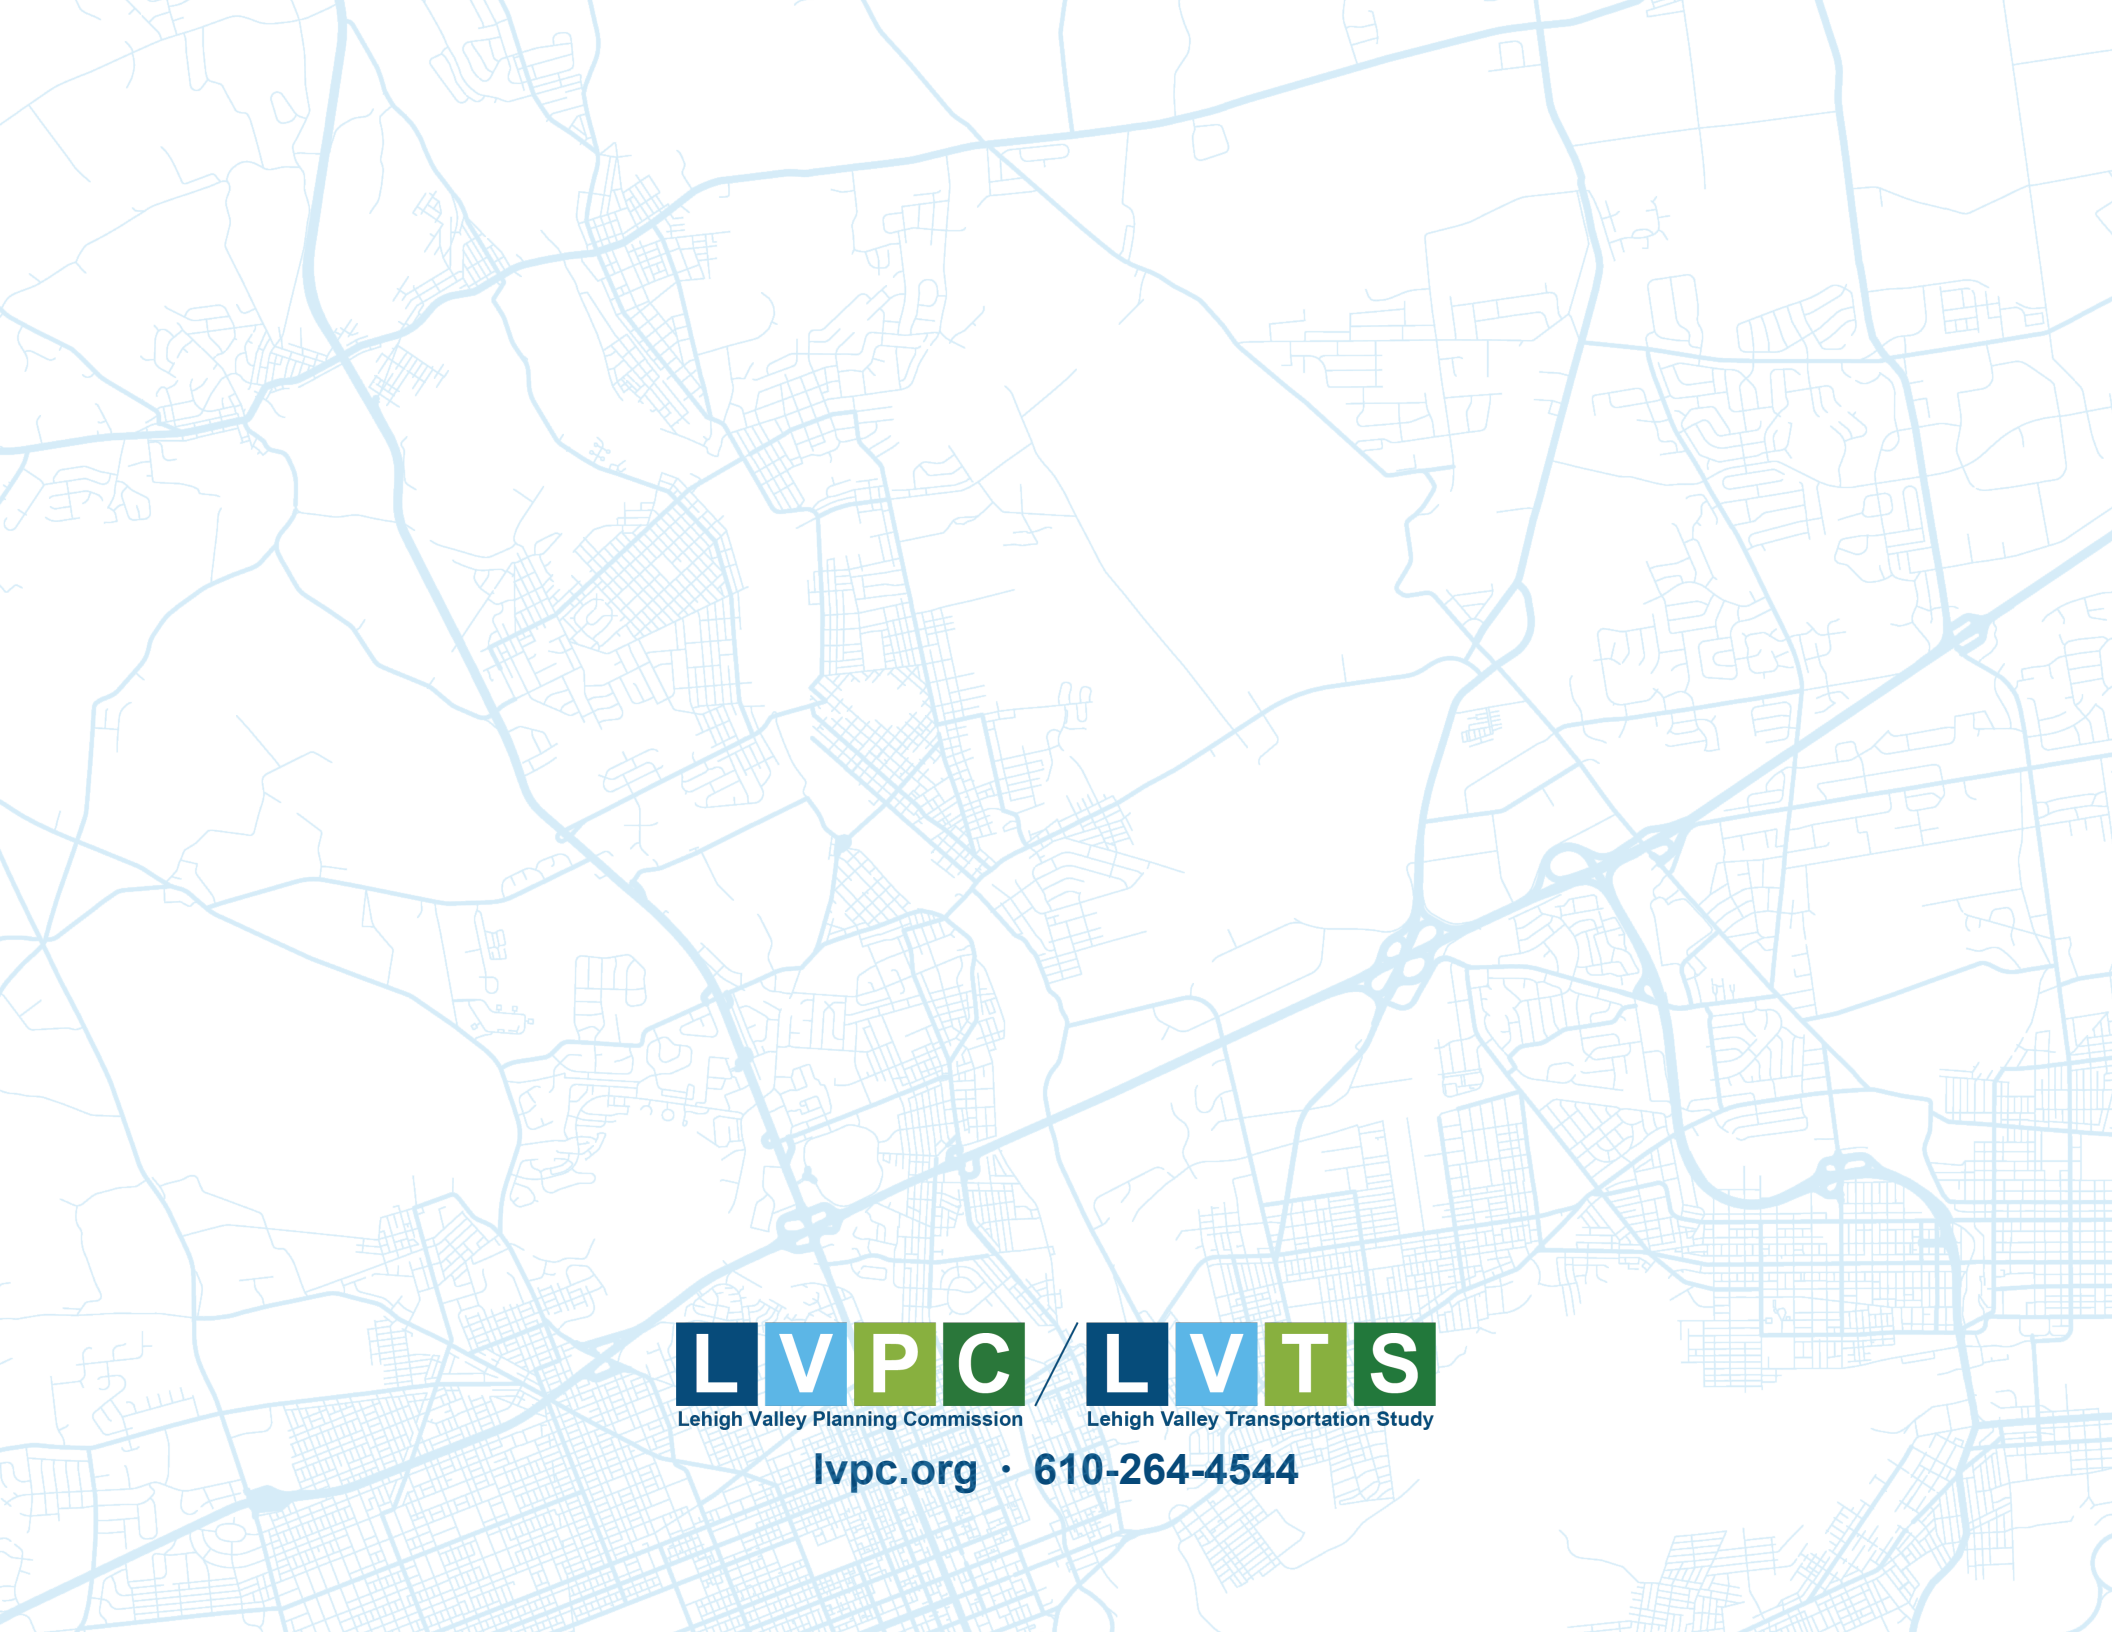 LVPC / LVTS
Lehigh Valley Planning Commission Lehigh Valley Transportation Study
lvpc.org • 610-264-4544